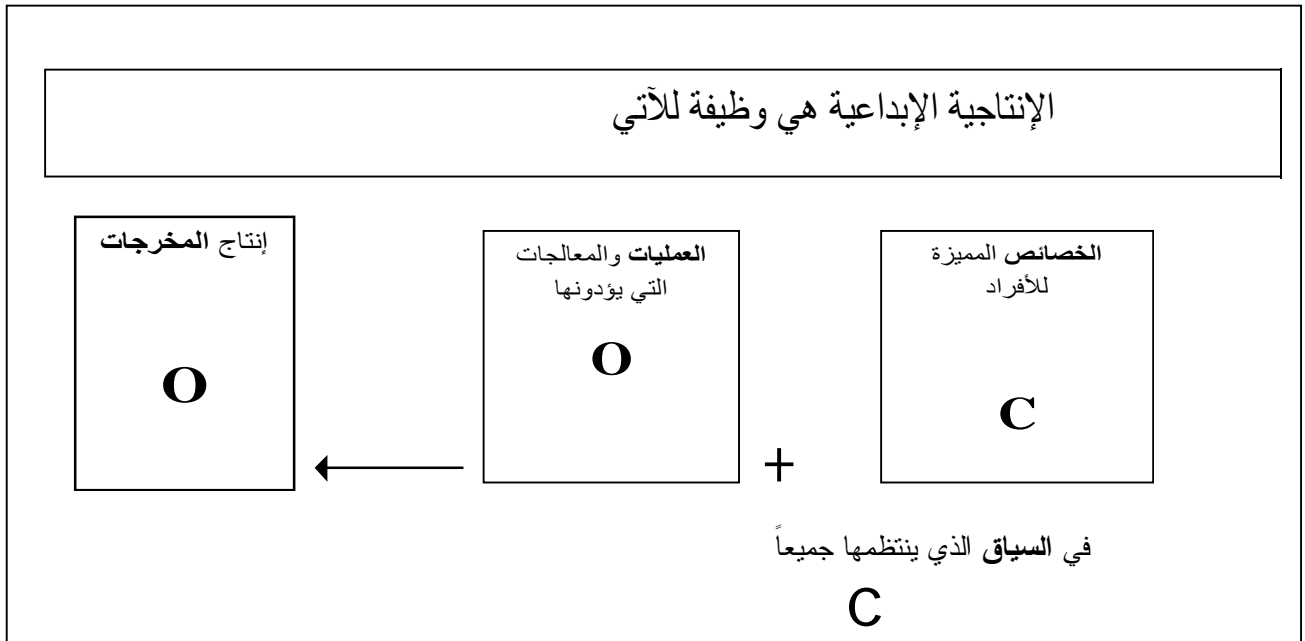 الإنتاجية الإبداعية هي وظيفة للآتي
الخصائص المميزة
للأفراد
C
+
العمليات والمعالجات
التي يؤدونها
O
إنتاج المخرجات
O
في السياق الذي ينتظمها جميعاً
C